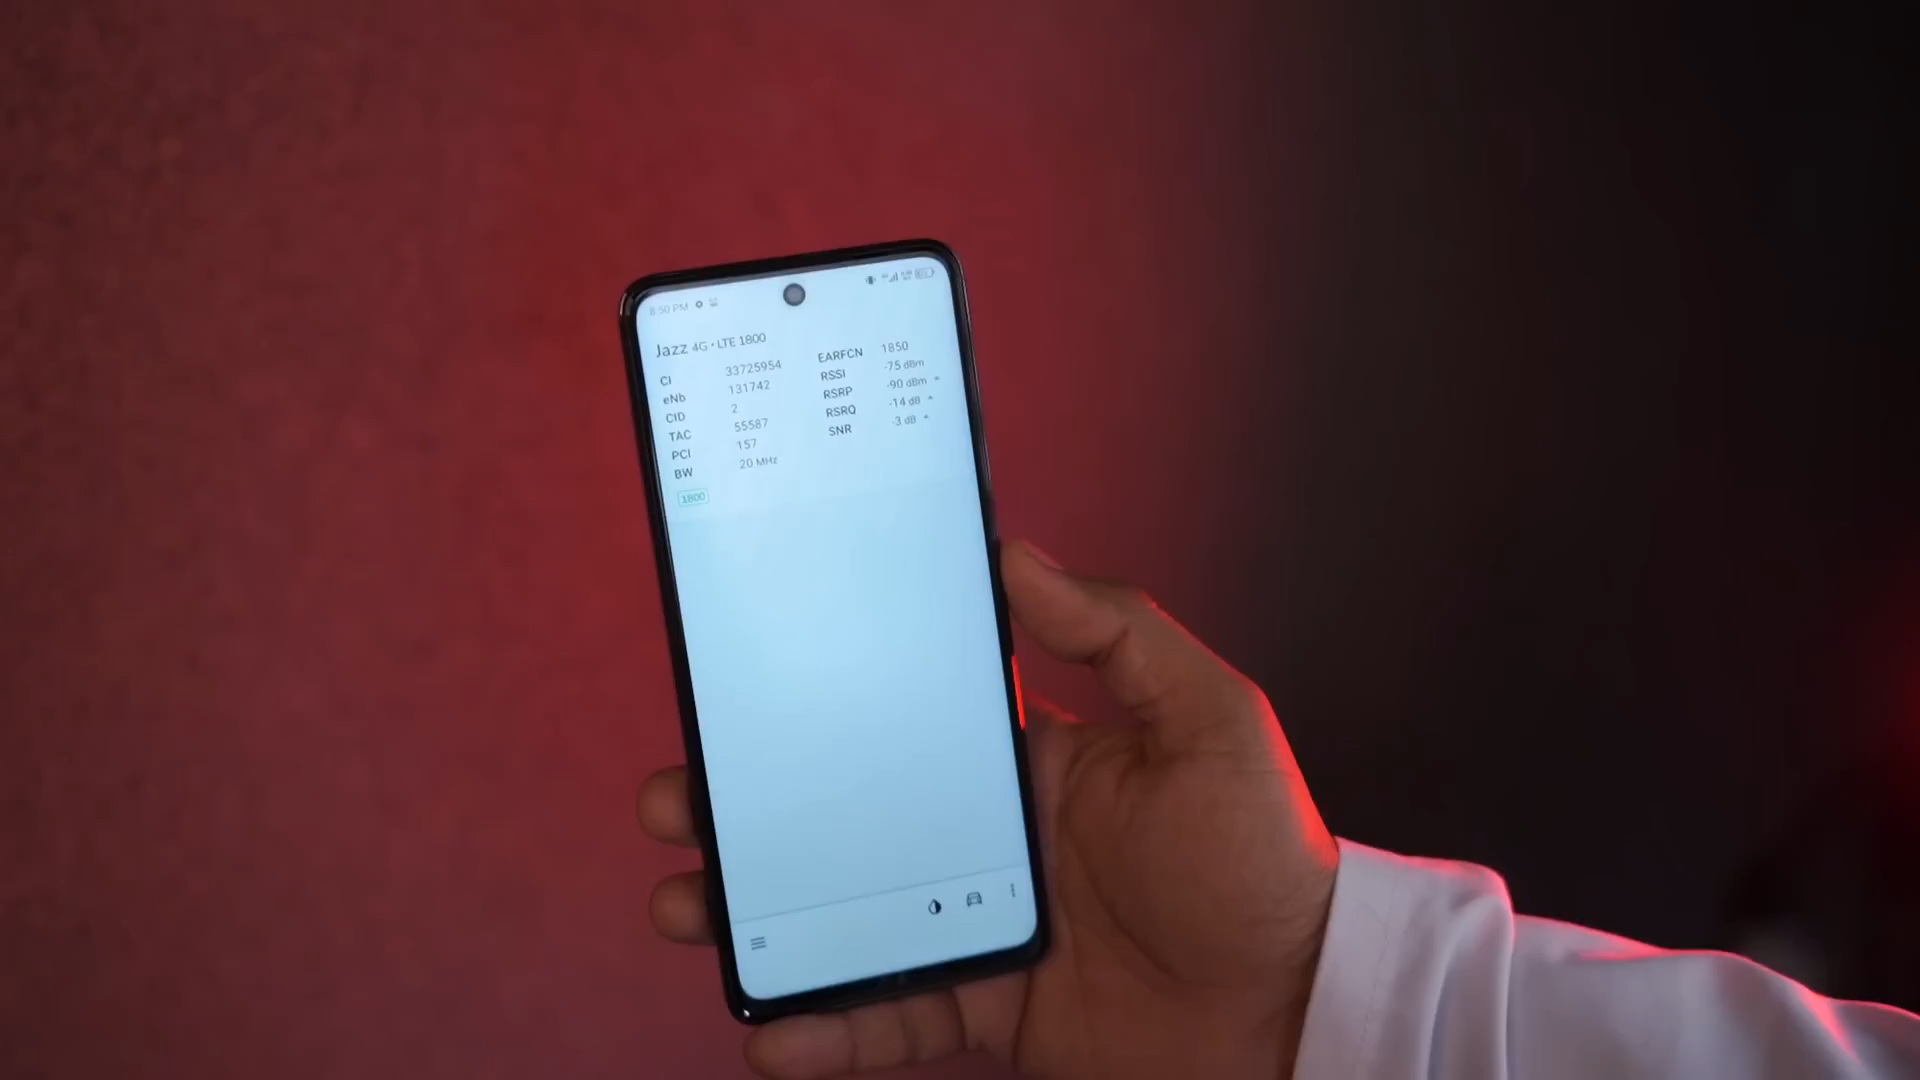 8:50 PM
Jazz 4G • LTE 1800
CI 33725954
eNb 131742
CID 2
TAC 55587
PCI 157
BW 20 MHz
EARFCN 1850
RSSI -75 dBm
RSRP -90 dBm
RSRQ -14 dB
SNR -3 dB
1800